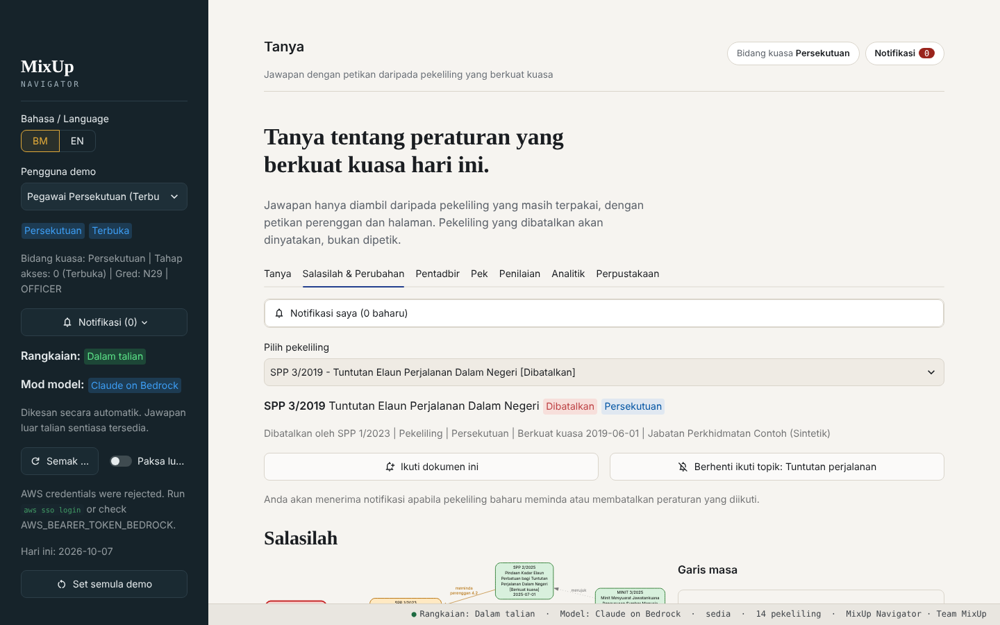 MixUp
NAVIGATOR
Bahasa / Language
BM
EN
Pengguna demo
Pegawai Persekutuan (Terbu
Persekutuan
Terbuka
Bidang kuasa: Persekutuan | Tahap
akses: 0 (Terbuka) | Gred: N29 |
OFFICER
Notifikasi (0)
Rangkaian: Dalam talian
Mod model: Claude on Bedrock
Dikesan secara automatik. Jawapan
luar talian sentiasa tersedia.
Semak ...
Paksa lu...
AWS credentials were rejected. Run
aws sso login or check
AWS_BEARER_TOKEN_BEDROCK.
Hari ini: 2026-10-07
Set semula demo
Tanya
Jawapan dengan petikan daripada pekeliling yang berkuat kuasa
Bidang kuasa Persekutuan
Notifikasi 0
Tanya tentang peraturan yang
berkuat kuasa hari ini.
Jawapan hanya diambil daripada pekeliling yang masih terpakai, dengan
petikan perenggan dan halaman. Pekeliling yang dibatalkan akan
dinyatakan, bukan dipetik.
Tanya
Salasilah & Perubahan
Pentadbir
Pek
Penilaian
Analitik
Perpustakaan
Notifikasi saya (0 baharu)
Pilih pekeliling
SPP 3/2019 - Tuntutan Elaun Perjalanan Dalam Negeri [Dibatalkan]
SPP 3/2019 Tuntutan Elaun Perjalanan Dalam Negeri Dibatalkan Persekutuan
Dibatalkan oleh SPP 1/2023 | Pekeliling | Persekutuan | Berkuat kuasa 2019-06-01 | Jabatan Perkhidmatan Contoh (Sintetik)
Ikuti dokumen ini
Berhenti ikuti topik: Tuntutan perjalanan
Anda akan menerima notifikasi apabila pekeliling baharu meminda atau membatalkan peraturan yang diikuti.
Salasilah
SPP 2/2025
Pindaan Kadar Elaun
Perbatuan bagi Tuntutan
Perjalanan Dalam Negeri
[Berkuat kuasa]
2025-07-01
meminda
perenggan 4.2
merujuk
MINIT 3/2025
Minit Mesyuarat Jawatankuasa
SPP 1/2023
Garis masa
Rangkaian: Dalam talian · Model: Claude on Bedrock · sedia · 14 pekeliling · MixUp Navigator · Team MixUp